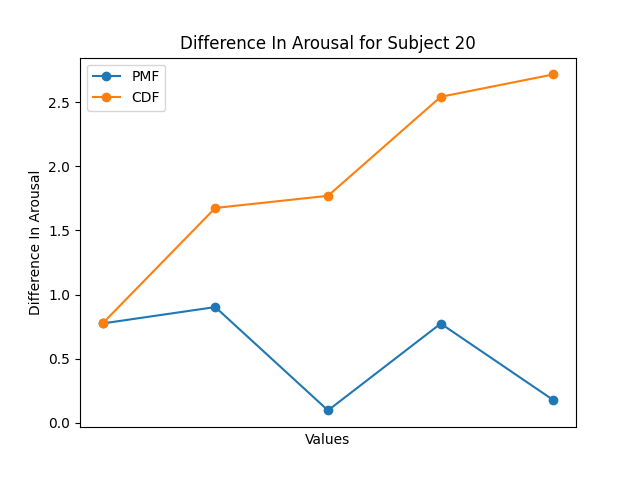 Difference In Arousal for Subject 20
PMF
CDF
2.5
2.0
1.5
1.0
0.5
0.0
Difference In Arousal
Values